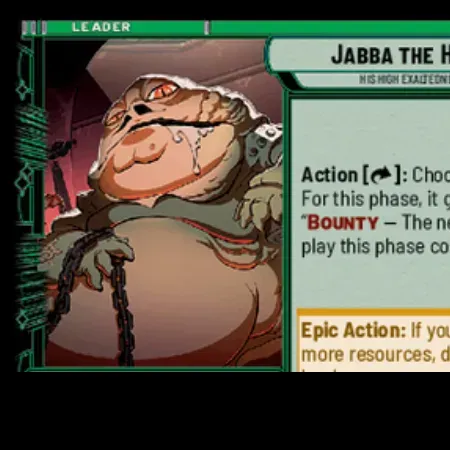 LEADER
JABBA THE H
HIS HIGH EXALTEDN
Action [ ]: Choo
For this phase, it g
"BOUNTY – The ne
play this phase co
Epic Action: If you
more resources, d